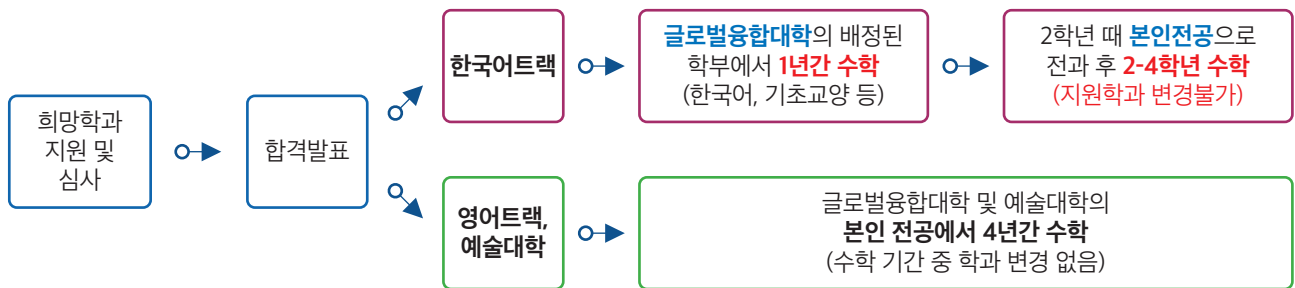 희망학과
지원 및
심사
합격발표
한국어트랙
글로벌융합대학의 배정된
학부에서 1년간 수학
(한국어, 기초교양 등)
2학년 때 본인전공으로
전과 후 2-4학년 수학
(지원학과 변경불가)
영어트랙,
예술대학
글로벌융합대학 및 예술대학의
본인 전공에서 4년간 수학
(수학 기간 중 학과 변경 없음)